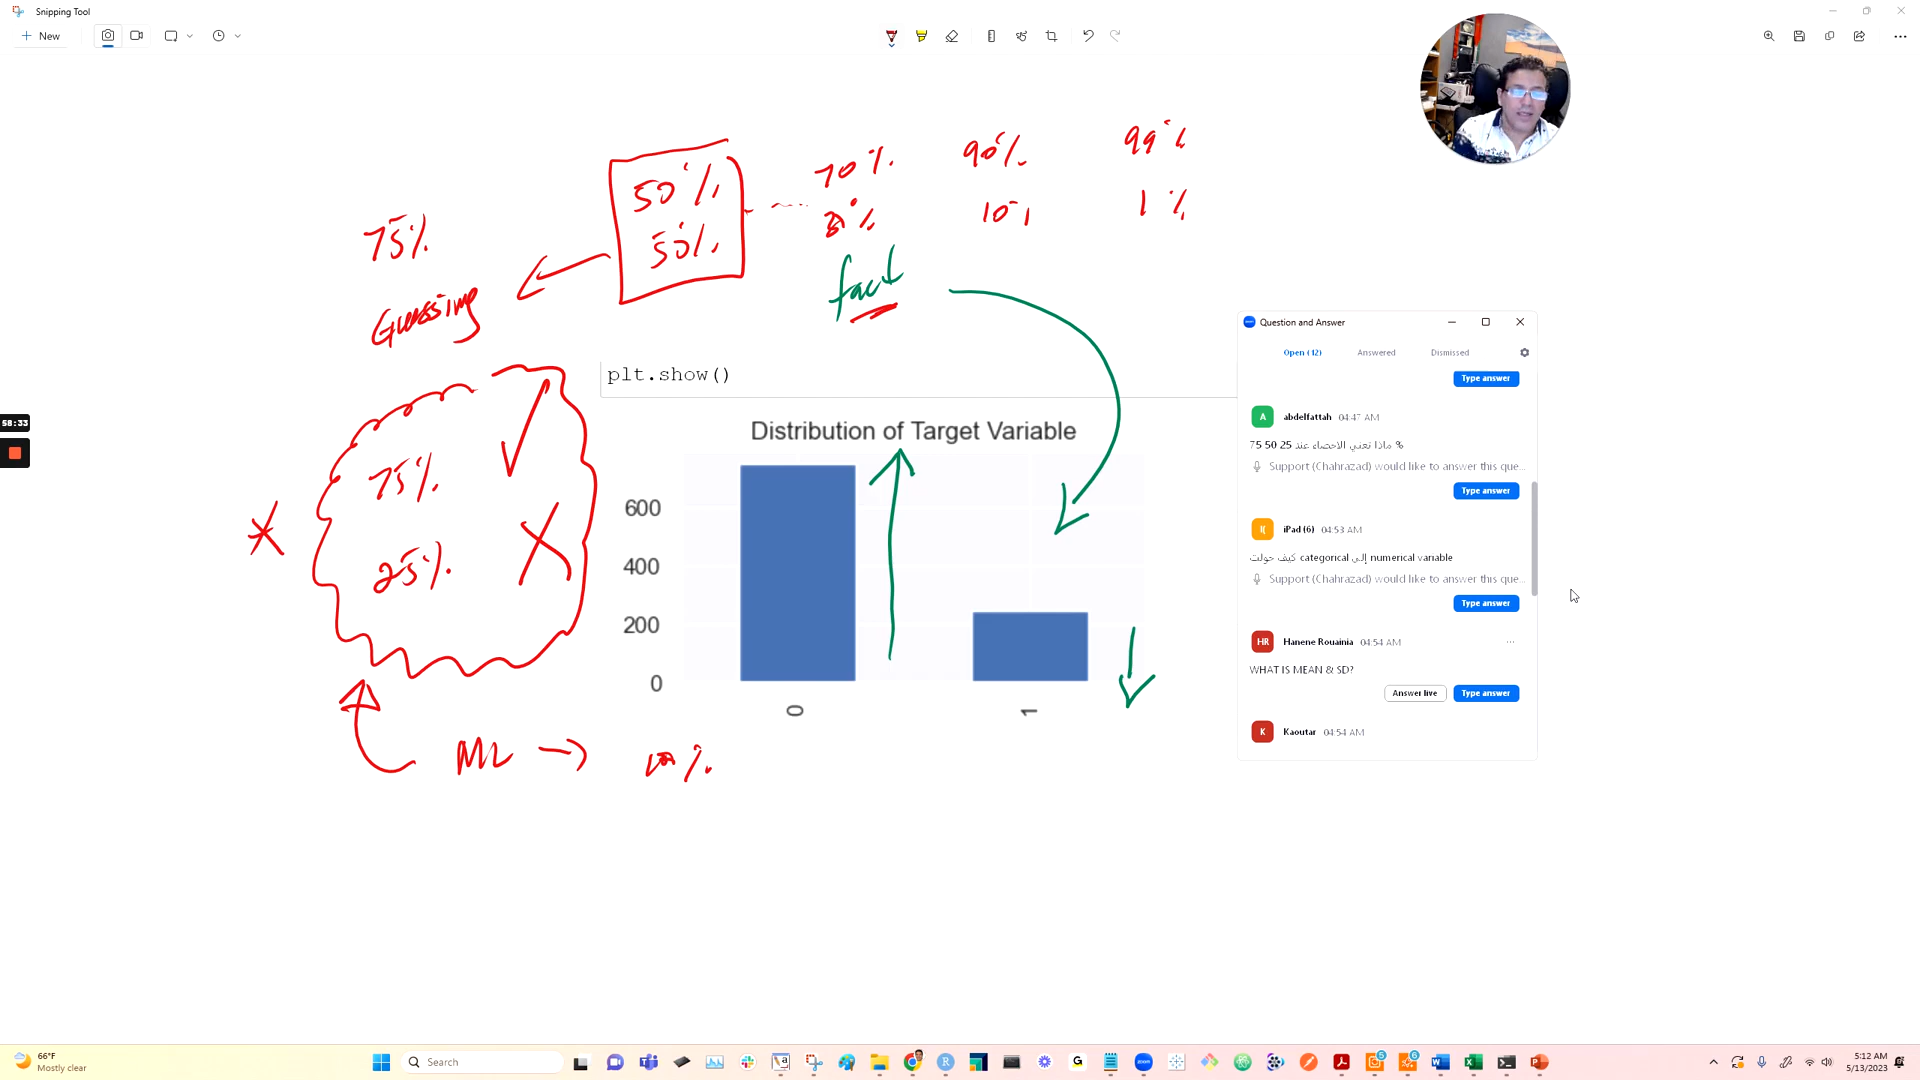 Snipping Tool
New
50%
50%
70%
90%
10%
99%
1%
75%
Guessing
fact
plt.show()
Distribution of Target Variable
600
400
200
0
0
1
75%
25%
ML
58:33
Question and Answer
Open (12)
Answered
Dismissed
Type answer
A
abdelfattah 04:47 AM
ماذا تعني الاحصاء عند 25 50 75 %
Support (Chahrazad) would like to answer this que...
Type answer
I(
iPad (6) 04:53 AM
كيف حولت categorical إلى numerical variable
Support (Chahrazad) would like to answer this que...
Type answer
HR
Hanene Rouainia 04:54 AM
WHAT IS MEAN & SD?
Answer live
Type answer
K
Kaoutar 04:54 AM
66°F
Mostly clear
Search
5:12 AM
5/13/2023